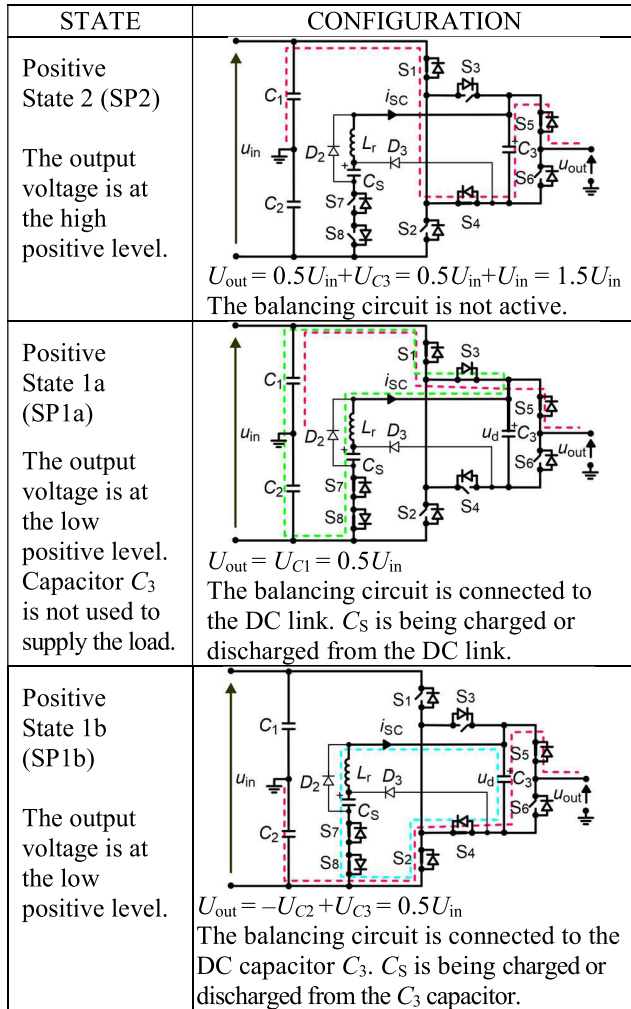 STATE CONFIGURATION
Positive
State 2 (SP2)
The output
voltage is at
the high
positive level.
S1 S3
C1 iSC S5
D2 Lr D3 + C3
uin + CS S6 uout
S7
C2 S8 S2 S4
Uout = 0.5Uin+UC3 = 0.5Uin+Uin = 1.5Uin
The balancing circuit is not active.
Positive
State 1a
(SP1a)
The output
voltage is at
the low
positive level.
Capacitor C3
is not used to
supply the load.
S1 S3
C1 iSC S5
uin D2 Lr D3 ud + C3 uout
+ CS S6
C2 S7
S8 S2 S4
Uout = UC1 = 0.5Uin
The balancing circuit is connected to
the DC link. CS is being charged or
discharged from the DC link.
Positive
State 1b
(SP1b)
The output
voltage is at
the low
positive level.
S1 S3
C1 iSC S5
uin D2 Lr D3 ud + C3
+ CS S6 uout
C2 S7
S8 S2 S4
Uout = –UC2 +UC3 = 0.5Uin
The balancing circuit is connected to the
DC capacitor C3. CS is being charged or
discharged from the C3 capacitor.